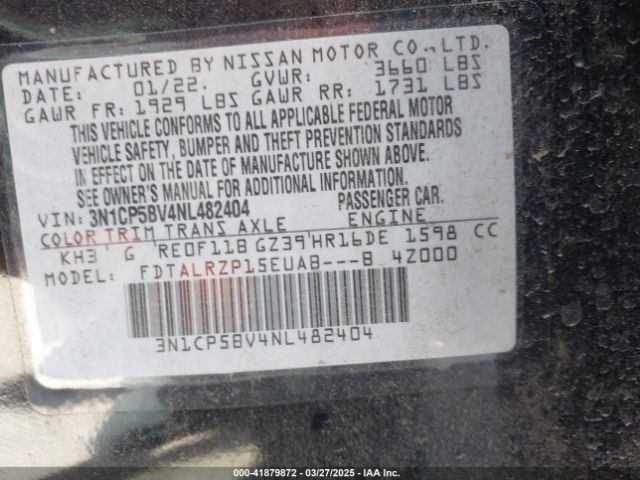 MANUFACTURED BY NISSAN MOTOR CO., LTD.
DATE: 01/22. GVWR: 3660 LBS
GAWR FR: 1929 LBS GAWR RR: 1731 LBS
THIS VEHICLE CONFORMS TO ALL APPLICABLE FEDERAL MOTOR
VEHICLE SAFETY, BUMPER AND THEFT PREVENTION STANDARDS
IN EFFECT ON THE DATE OF MANUFACTURE SHOWN ABOVE.
SEE OWNER'S MANUAL FOR ADDITIONAL INFORMATION.
VIN: 3N1CP5BV4NL482404 PASSENGER CAR.
COLOR TRIM TRANS AXLE ENGINE
KH3 G RE0F11B GZ39 HR16DE 1598 CC
MODEL: FDTALRZP15EUAB---B 4Z000
3N1CP5BV4NL482404
000-41879872 | 03/27/2025 - IAA Inc.